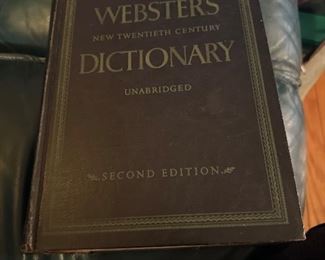 WEBSTER'S
NEW TWENTIETH CENTURY
DICTIONARY
UNABRIDGED
SECOND EDITION